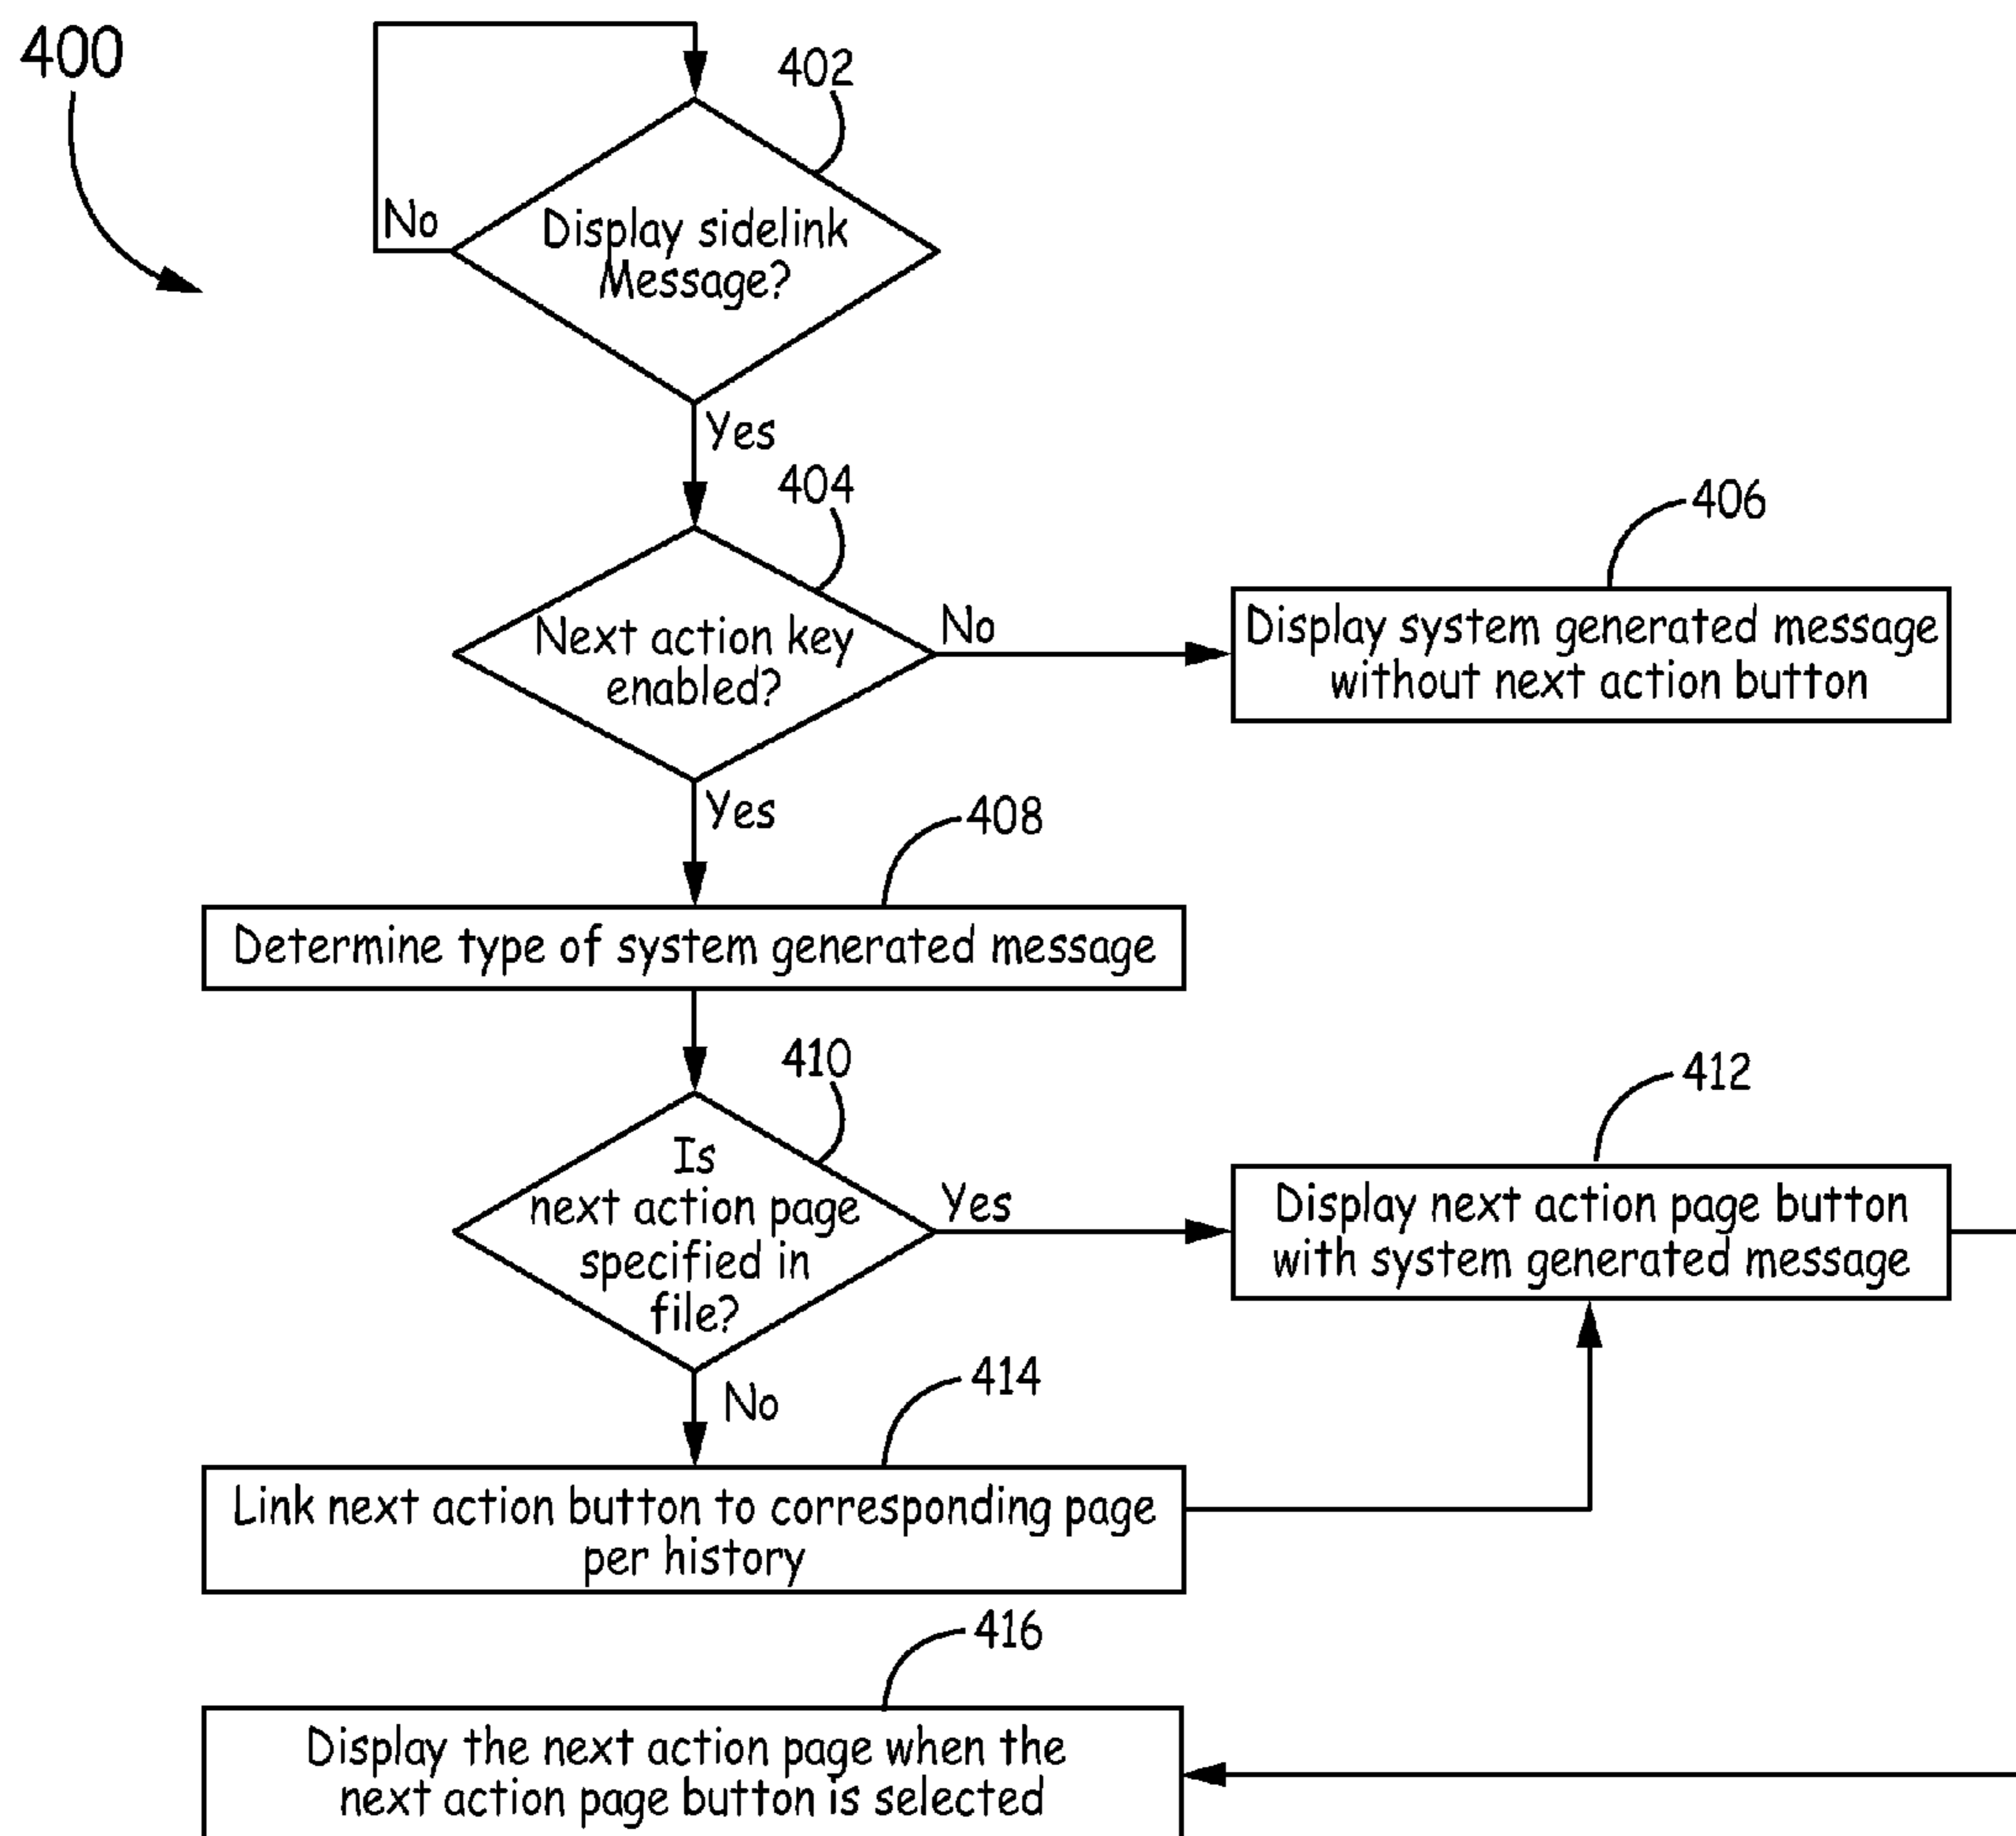 400
402
No
Display sidelink
Message?
Yes
404
406
Next action key
enabled?
No
Display system generated message
without next action button
Yes
408
Determine type of system generated message
410
412
Is
next action page
specified in
file?
Yes
Display next action page button
with system generated message
No
414
Link next action button to corresponding page
per history
416
Display the next action page when the
next action page button is selected